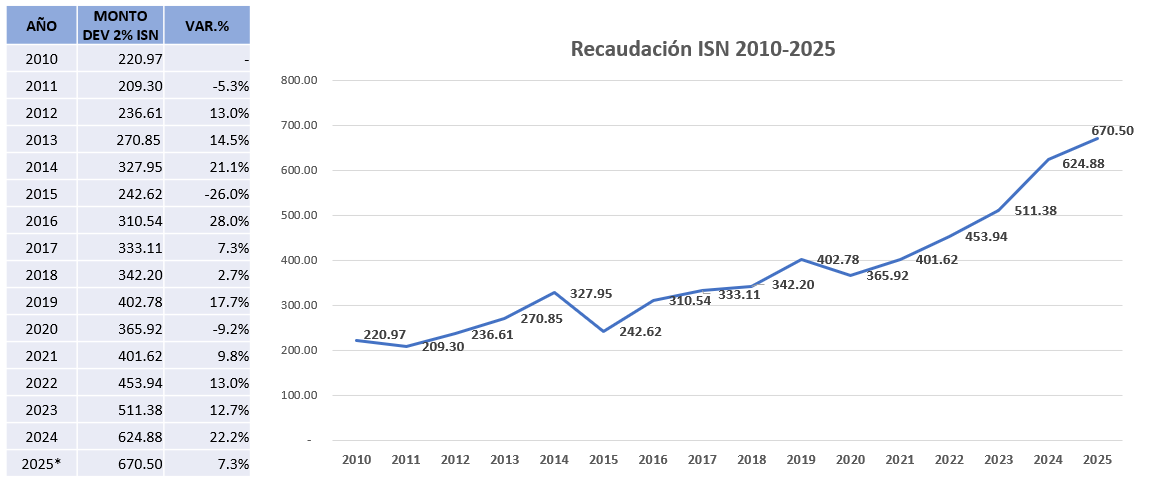 AÑO MONTO DEV 2% ISN VAR.%
2010 220.97 -
2011 209.30 -5.3%
2012 236.61 13.0%
2013 270.85 14.5%
2014 327.95 21.1%
2015 242.62 -26.0%
2016 310.54 28.0%
2017 333.11 7.3%
2018 342.20 2.7%
2019 402.78 17.7%
2020 365.92 -9.2%
2021 401.62 9.8%
2022 453.94 13.0%
2023 511.38 12.7%
2024 624.88 22.2%
2025* 670.50 7.3%
Recaudación ISN 2010-2025
800.00
700.00
600.00
500.00
400.00
300.00
200.00
100.00
-
220.97
209.30
236.61
270.85
327.95
242.62
310.54
333.11
342.20
402.78
365.92
401.62
453.94
511.38
624.88
670.50
2010 2011 2012 2013 2014 2015 2016 2017 2018 2019 2020 2021 2022 2023 2024 2025